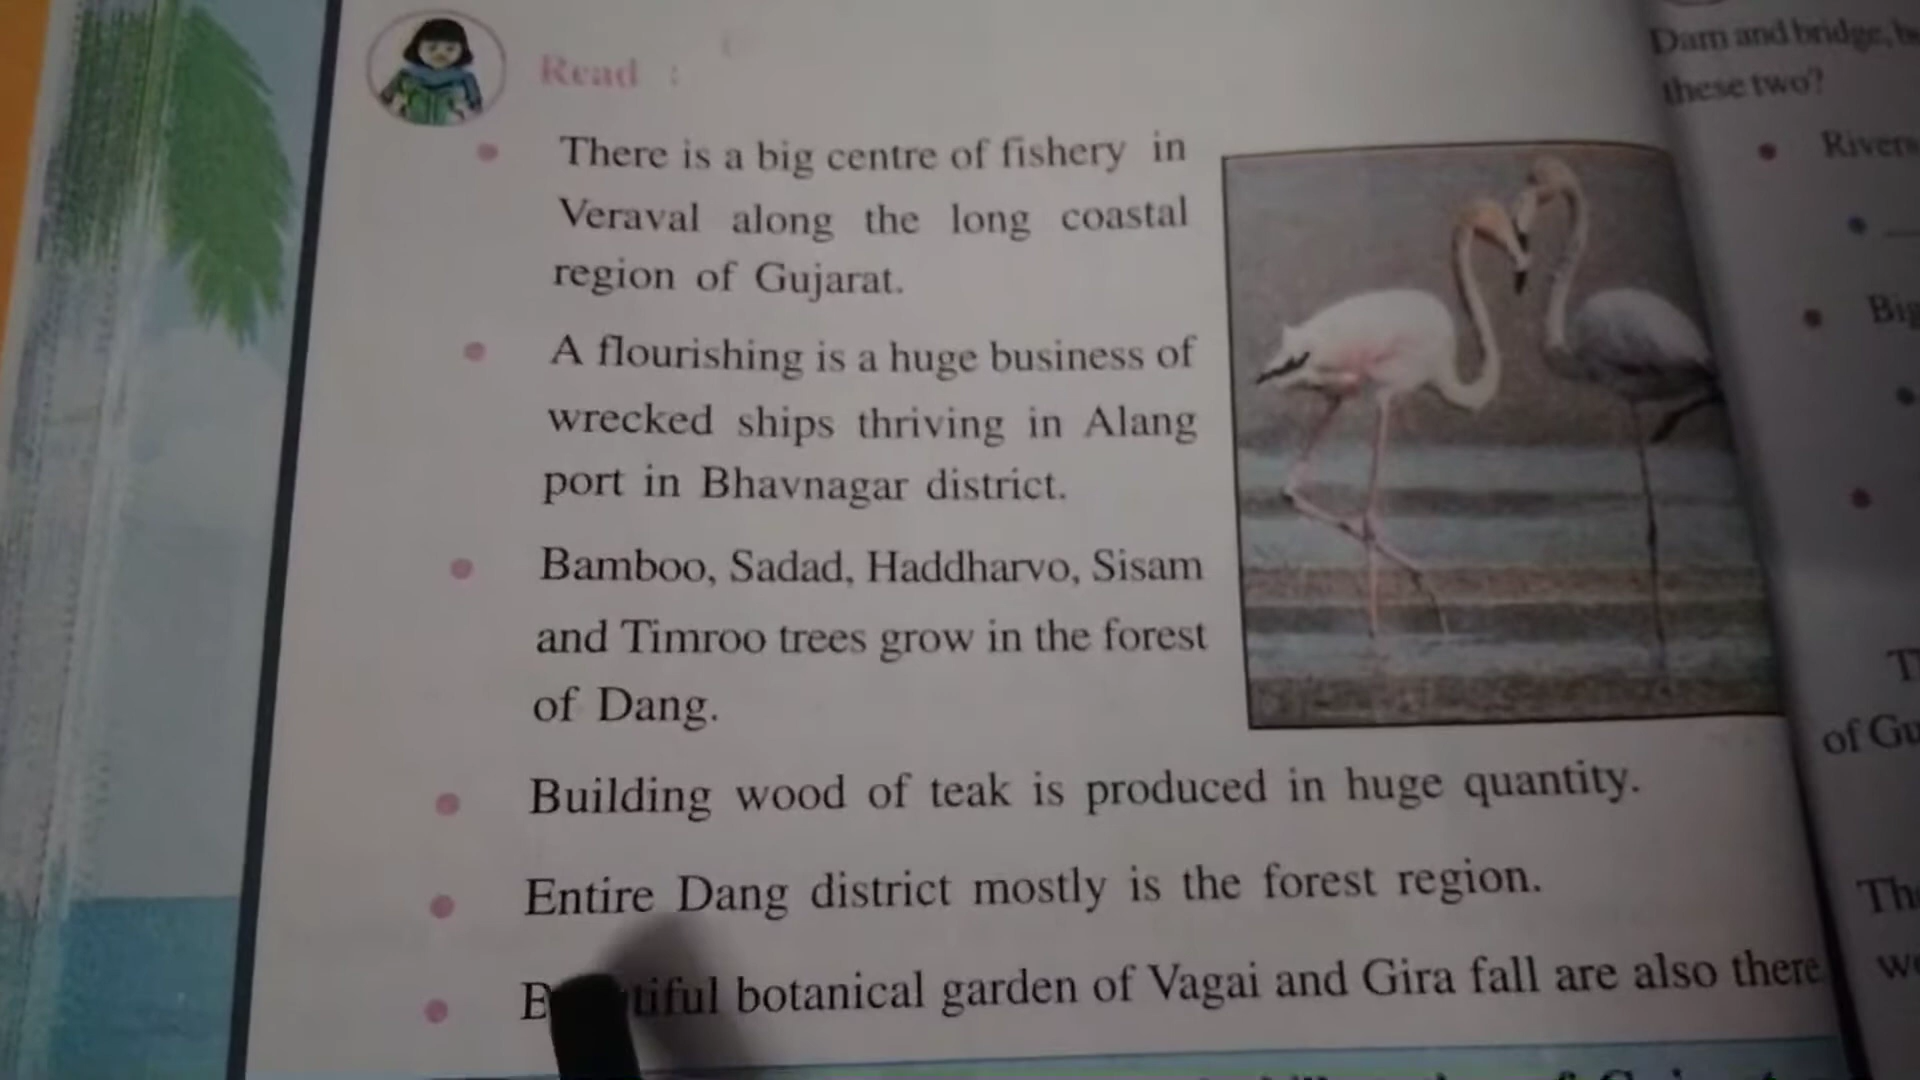 Read :
There is a big centre of fishery in
Veraval along the long coastal
region of Gujarat.
A flourishing is a huge business of
wrecked ships thriving in Alang
port in Bhavnagar district.
Bamboo, Sadad, Haddharvo, Sisam
and Timroo trees grow in the forest
of Dang.
Building wood of teak is produced in huge quantity.
Entire Dang district mostly is the forest region.
botanical garden of Vagai and Gira fall are also there
Dam and bridge,
these two?
Rivers
Big
of